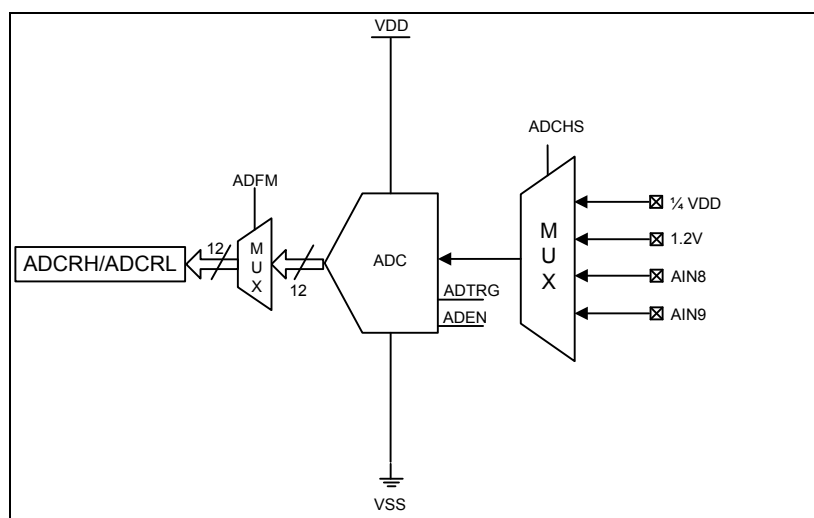 VDD
ADCHS
ADFM
¼ VDD
12
M
U
X
1.2V
ADCRH/ADCRL
M
U
X
12
ADC
AIN8
ADTRG
ADEN
AIN9
VSS